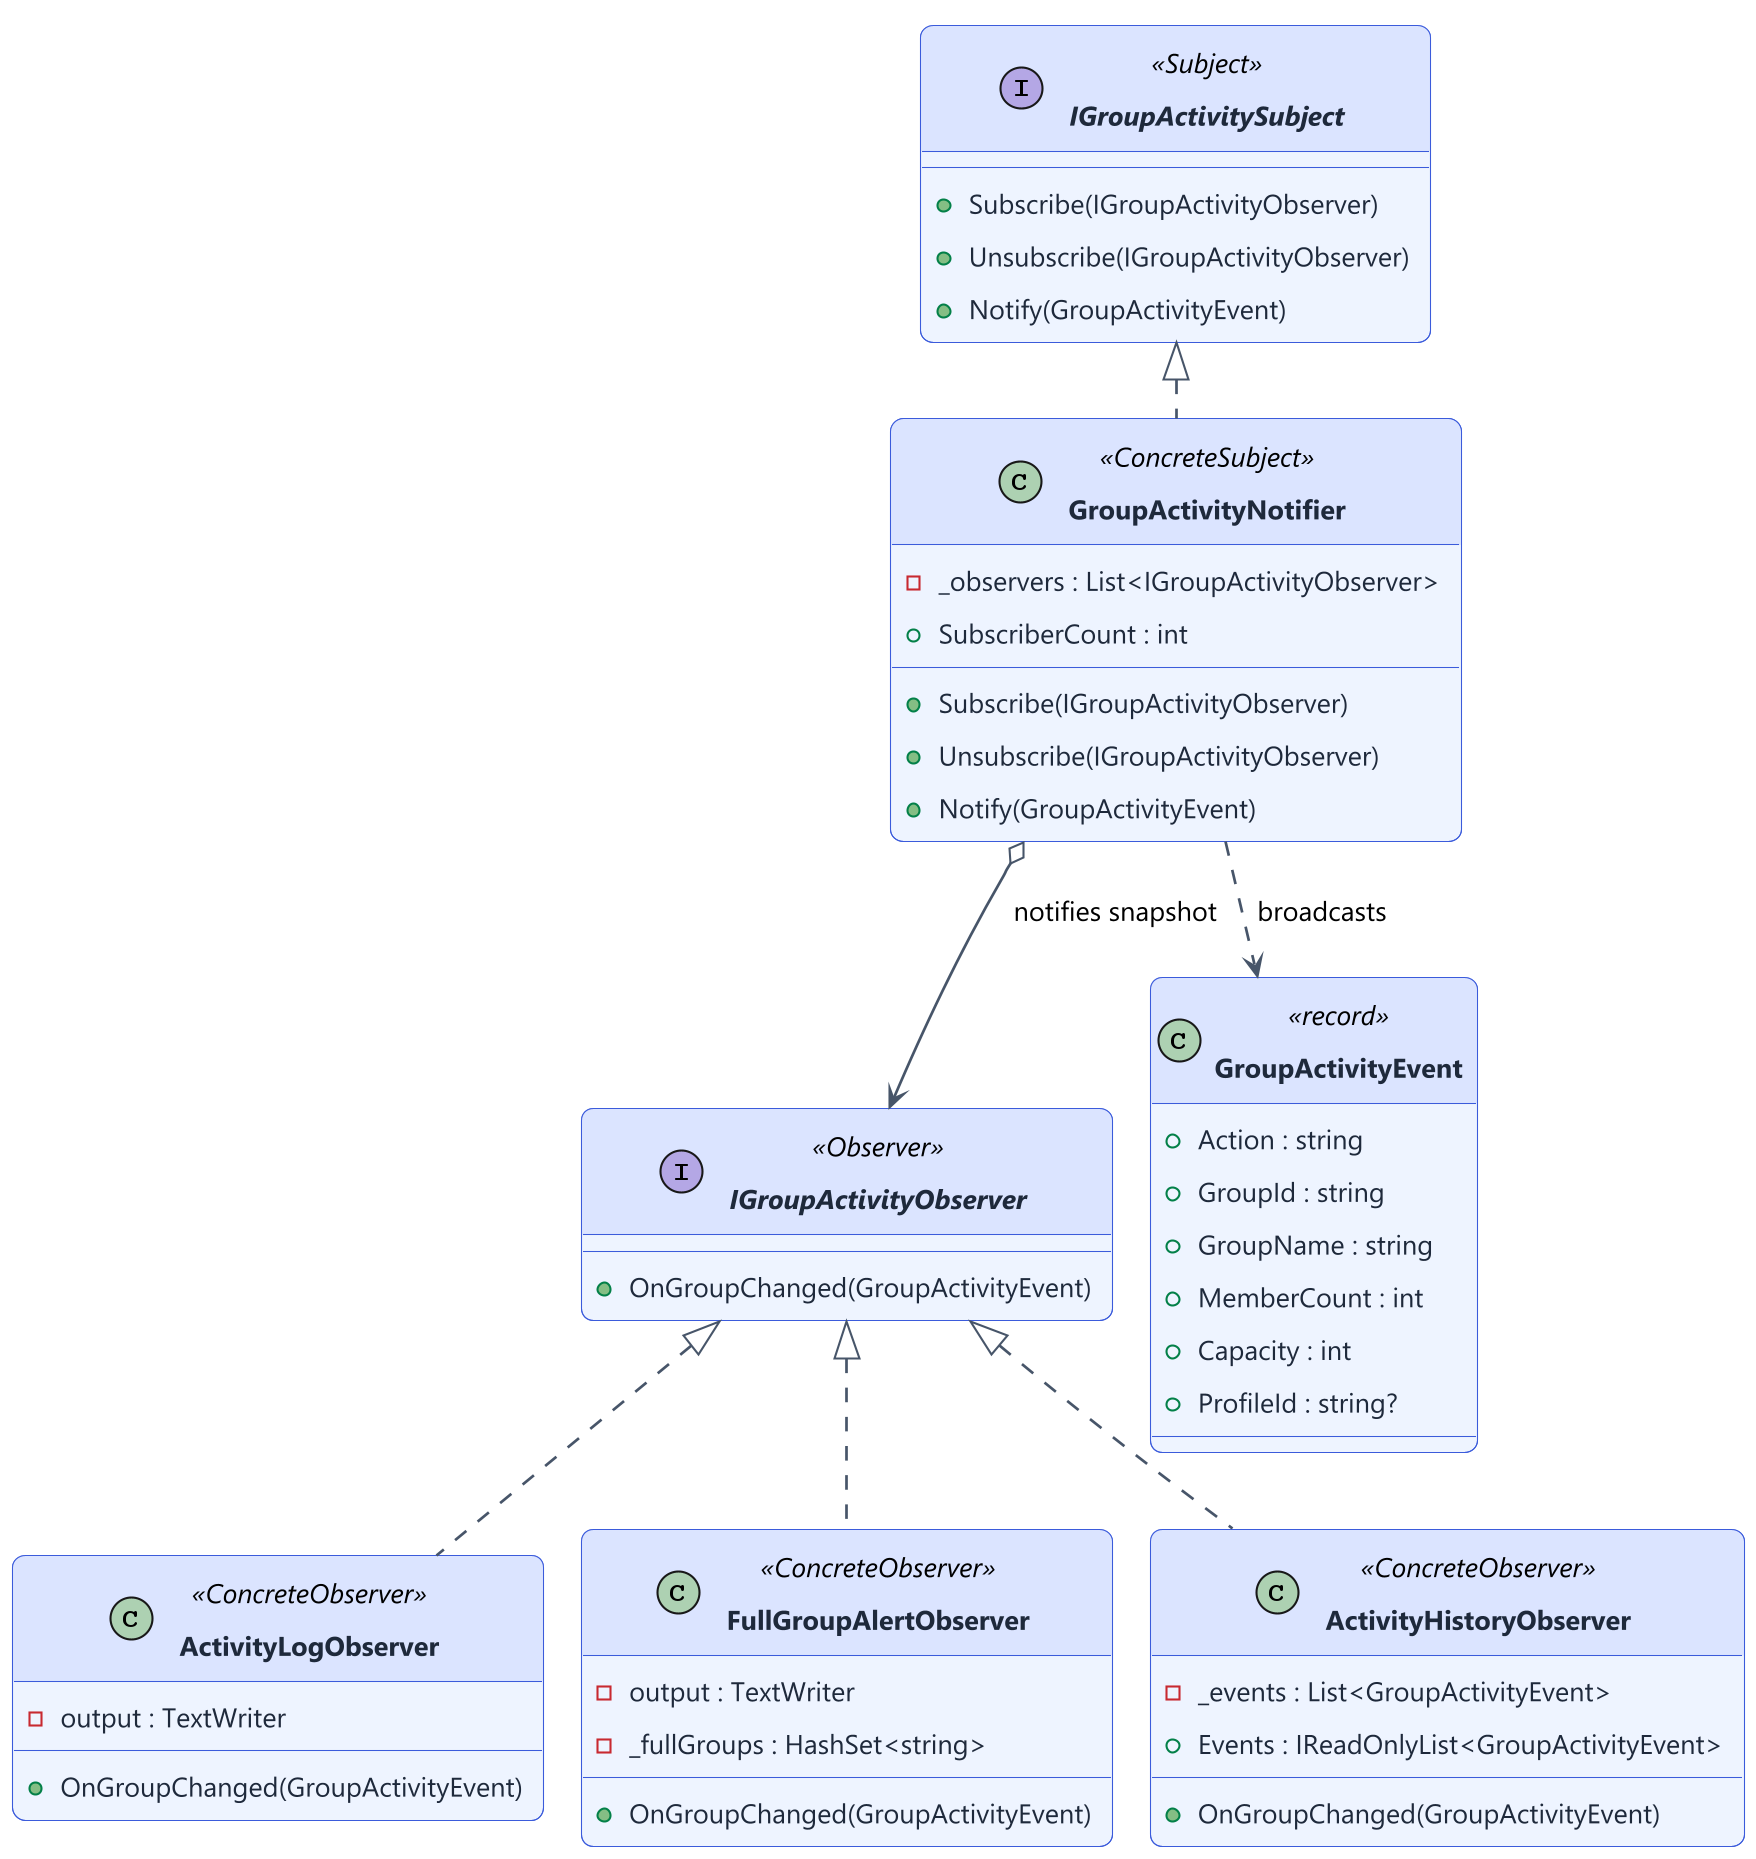 «Subject»
I
IGroupActivitySubject
Subscribe(IGroupActivityObserver)
Unsubscribe(IGroupActivityObserver)
Notify(GroupActivityEvent)
«ConcreteSubject»
C
GroupActivityNotifier
_observers : List<IGroupActivityObserver>
SubscriberCount : int
Subscribe(IGroupActivityObserver)
Unsubscribe(IGroupActivityObserver)
Notify(GroupActivityEvent)
notifies snapshot
broadcasts
«record»
C
GroupActivityEvent
Action : string
GroupId : string
GroupName : string
MemberCount : int
Capacity : int
ProfileId : string?
«Observer»
I
IGroupActivityObserver
OnGroupChanged(GroupActivityEvent)
«ConcreteObserver»
C
ActivityLogObserver
output : TextWriter
OnGroupChanged(GroupActivityEvent)
«ConcreteObserver»
C
FullGroupAlertObserver
output : TextWriter
_fullGroups : HashSet<string>
OnGroupChanged(GroupActivityEvent)
«ConcreteObserver»
C
ActivityHistoryObserver
_events : List<GroupActivityEvent>
Events : IReadOnlyList<GroupActivityEvent>
OnGroupChanged(GroupActivityEvent)